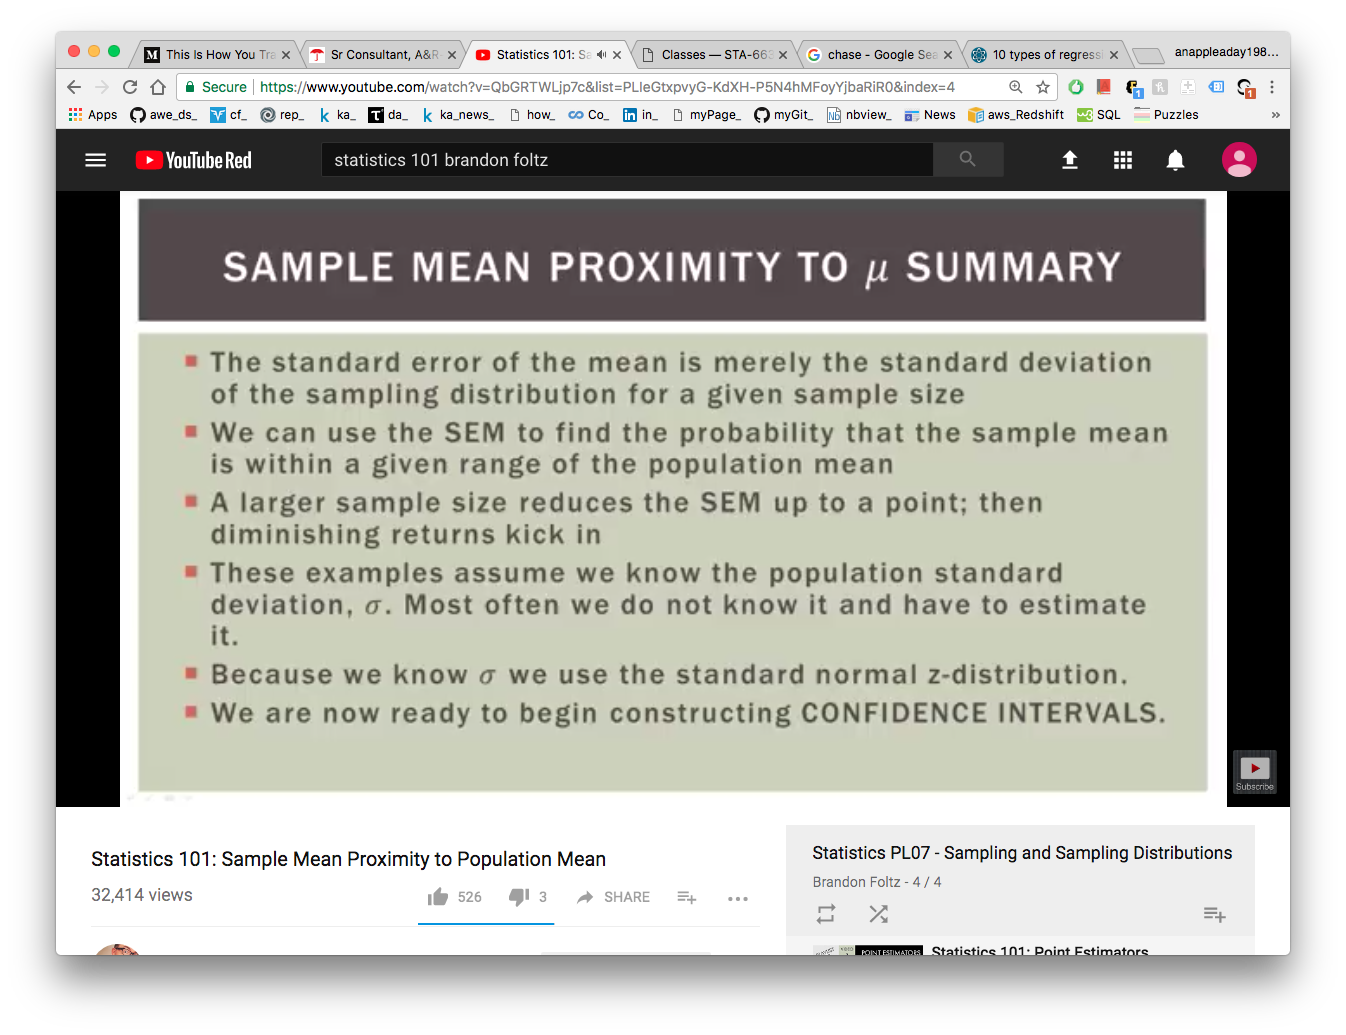 This Is How You Tra
Sr Consultant, A&R-
Statistics 101: Sa
Classes — STA-663
chase - Google Sea
10 types of regressi
anappleaday198...
Secure
https://www.youtube.com/watch?v=QbGRTWLjp7c&list=PLIeGtxpvyG-KdXH-P5N4hMFoyYjbaRiR0&index=4
1
1
Apps
awe_ds_
cf_
rep_
ka_
da_
ka_news_
how_
Co_
in_
myPage_
myGit_
nbview_
News
aws_Redshift
SQL
Puzzles
»
YouTube Red
statistics 101 brandon foltz
SAMPLE MEAN PROXIMITY TO μ SUMMARY
The standard error of the mean is merely the standard deviation
of the sampling distribution for a given sample size
We can use the SEM to find the probability that the sample mean
is within a given range of the population mean
A larger sample size reduces the SEM up to a point; then
diminishing returns kick in
These examples assume we know the population standard
deviation, σ. Most often we do not know it and have to estimate
it.
Because we know σ we use the standard normal z-distribution.
We are now ready to begin constructing CONFIDENCE INTERVALS.
Subscribe
Statistics 101: Sample Mean Proximity to Population Mean
32,414 views
526
3
SHARE
Statistics PL07 - Sampling and Sampling Distributions
Brandon Foltz - 4 / 4
POINT ESTIMATORS
Statistics 101: Point Estimators